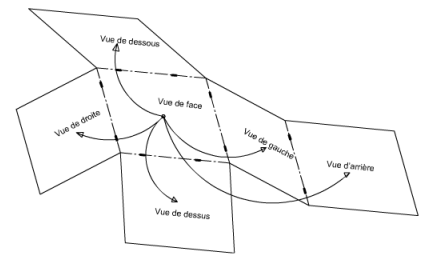 Vue de dessous
Vue de face
Vue de droite
Vue de gauche
Vue d'arrière
Vue de dessus